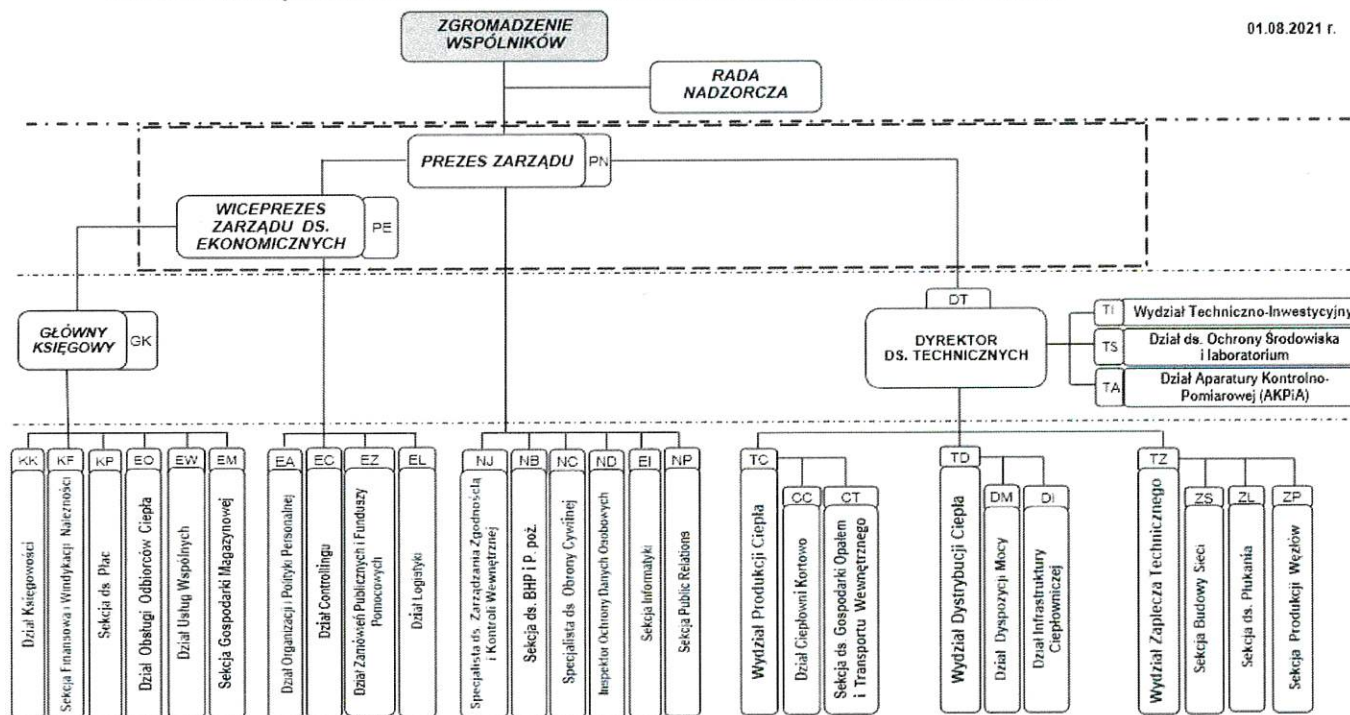 01.08.2021 r.
ZGROMADZENIE
WSPÓLNIKÓW
RADA
NADZORCZA
PREZES ZARZĄDU
PN
WICEPREZES
ZARZĄDU DS.
EKONOMICZNYCH
PE
GŁÓWNY
KSIĘGOWY
GK
DT
DYREKTOR
DS. TECHNICZNYCH
TI
Wydział Techniczno-Inwestycyjny
TS
Dział ds. Ochrony Środowiska
i laboratorium
TA
Dział Aparatury Kontrolno-
Pomiarowej (AKPiA)
KK
Dział Księgowości
KF
Sekcja Finansowa i Windykacji Należności
KP
Sekcja ds. Płac
EO
Dział Obsługi Odbiorców Ciepła
EW
Dział Usług Wspólnych
EM
Sekcja Gospodarki Magazynowej
EA
Dział Organizacji i Polityki Personalnej
EC
Dział Controllingu
EZ
Dział Zamówień Publicznych i Funduszy
Pomocowych
EL
Dział Logistyki
NJ
Specjalista ds. Zarządzania Zgodnością
i Kontroli Wewnętrznej
NB
Sekcja ds. BHP i P. poż.
NC
Specjalista ds. Obrony Cywilnej
ND
Inspektor Ochrony Danych Osobowych
EI
Sekcja Informatyki
NP
Sekcja Public Relations
TC
Wydział Produkcji Ciepła
CC
Dział Ciepłowni Kortowo
CT
Sekcja ds Gospodarki Opałem
i Transportu Wewnętrznego
TD
Wydział Dystrybucji Ciepła
DM
Dział Dyspozycji Mocy
DI
Dział Infrastruktury
Ciepłowniczej
TZ
Wydział Zaplecza Technicznego
ZS
Sekcja Budowy Sieci
ZL
Sekcja ds. Płukania
ZP
Sekcja Produkcji Węzłów